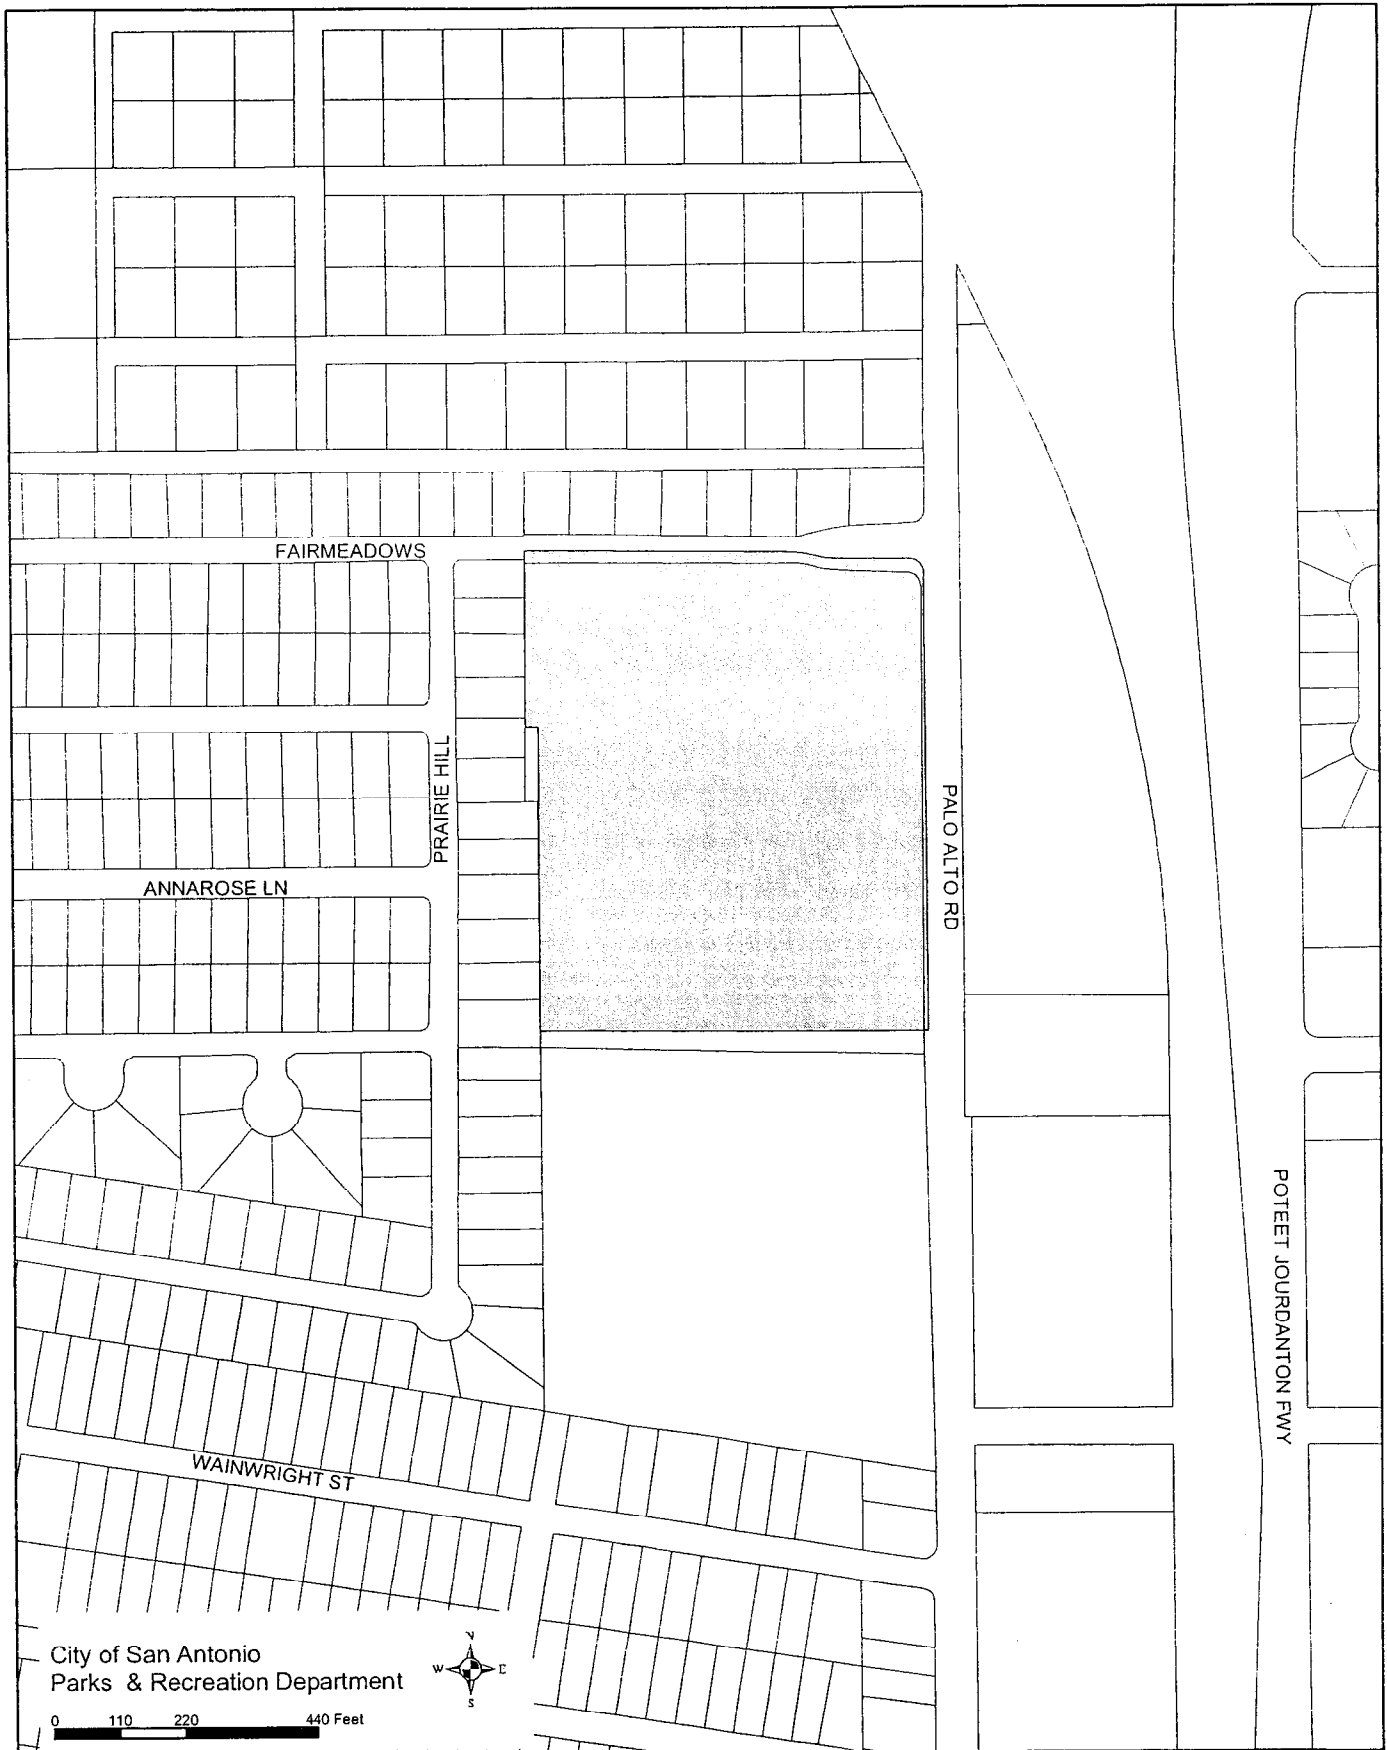 FAIRMEADOWS
PRAIRIE HILL
PALO ALTO RD
ANNAROSE LN
POTEET JOURDANTON FWY
WAINWRIGHT ST
City of San Antonio
Parks & Recreation Department
N
W E
S
0 110 220 440 Feet